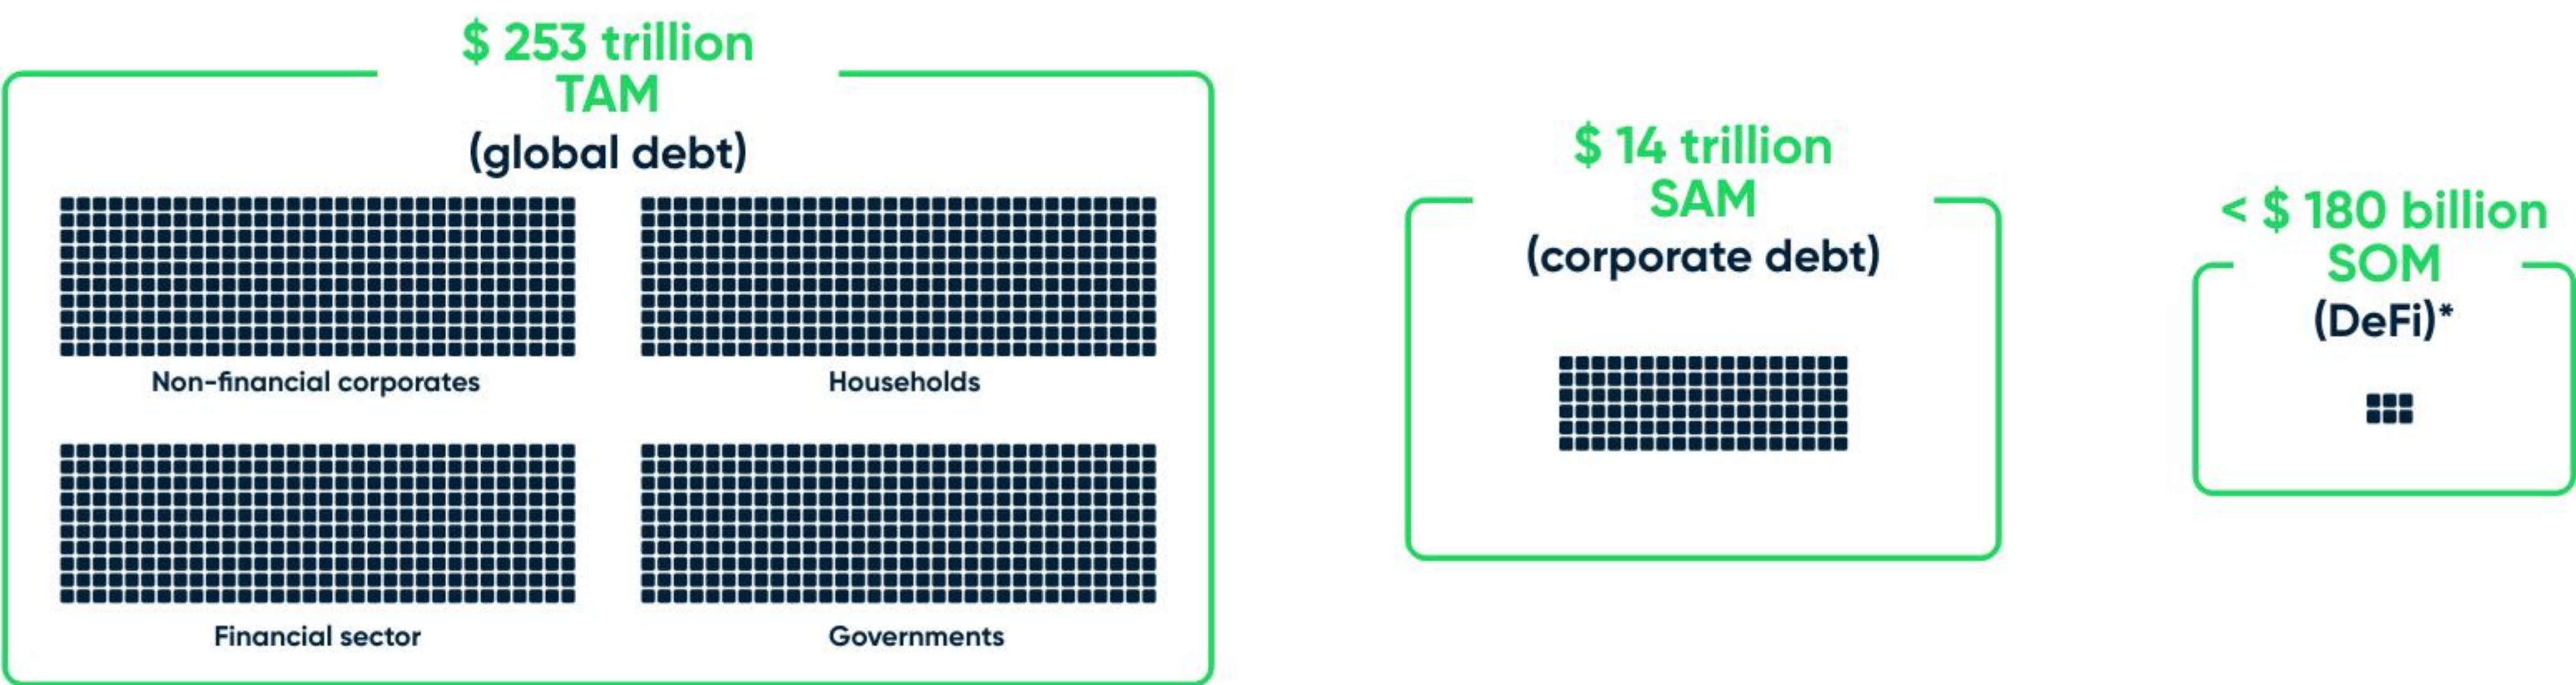 $ 253 trillion
TAM
(global debt)
Non-financial corporates
Households
Financial sector
Governments
$ 14 trillion
SAM
(corporate debt)
< $ 180 billion
SOM
(DeFi)*